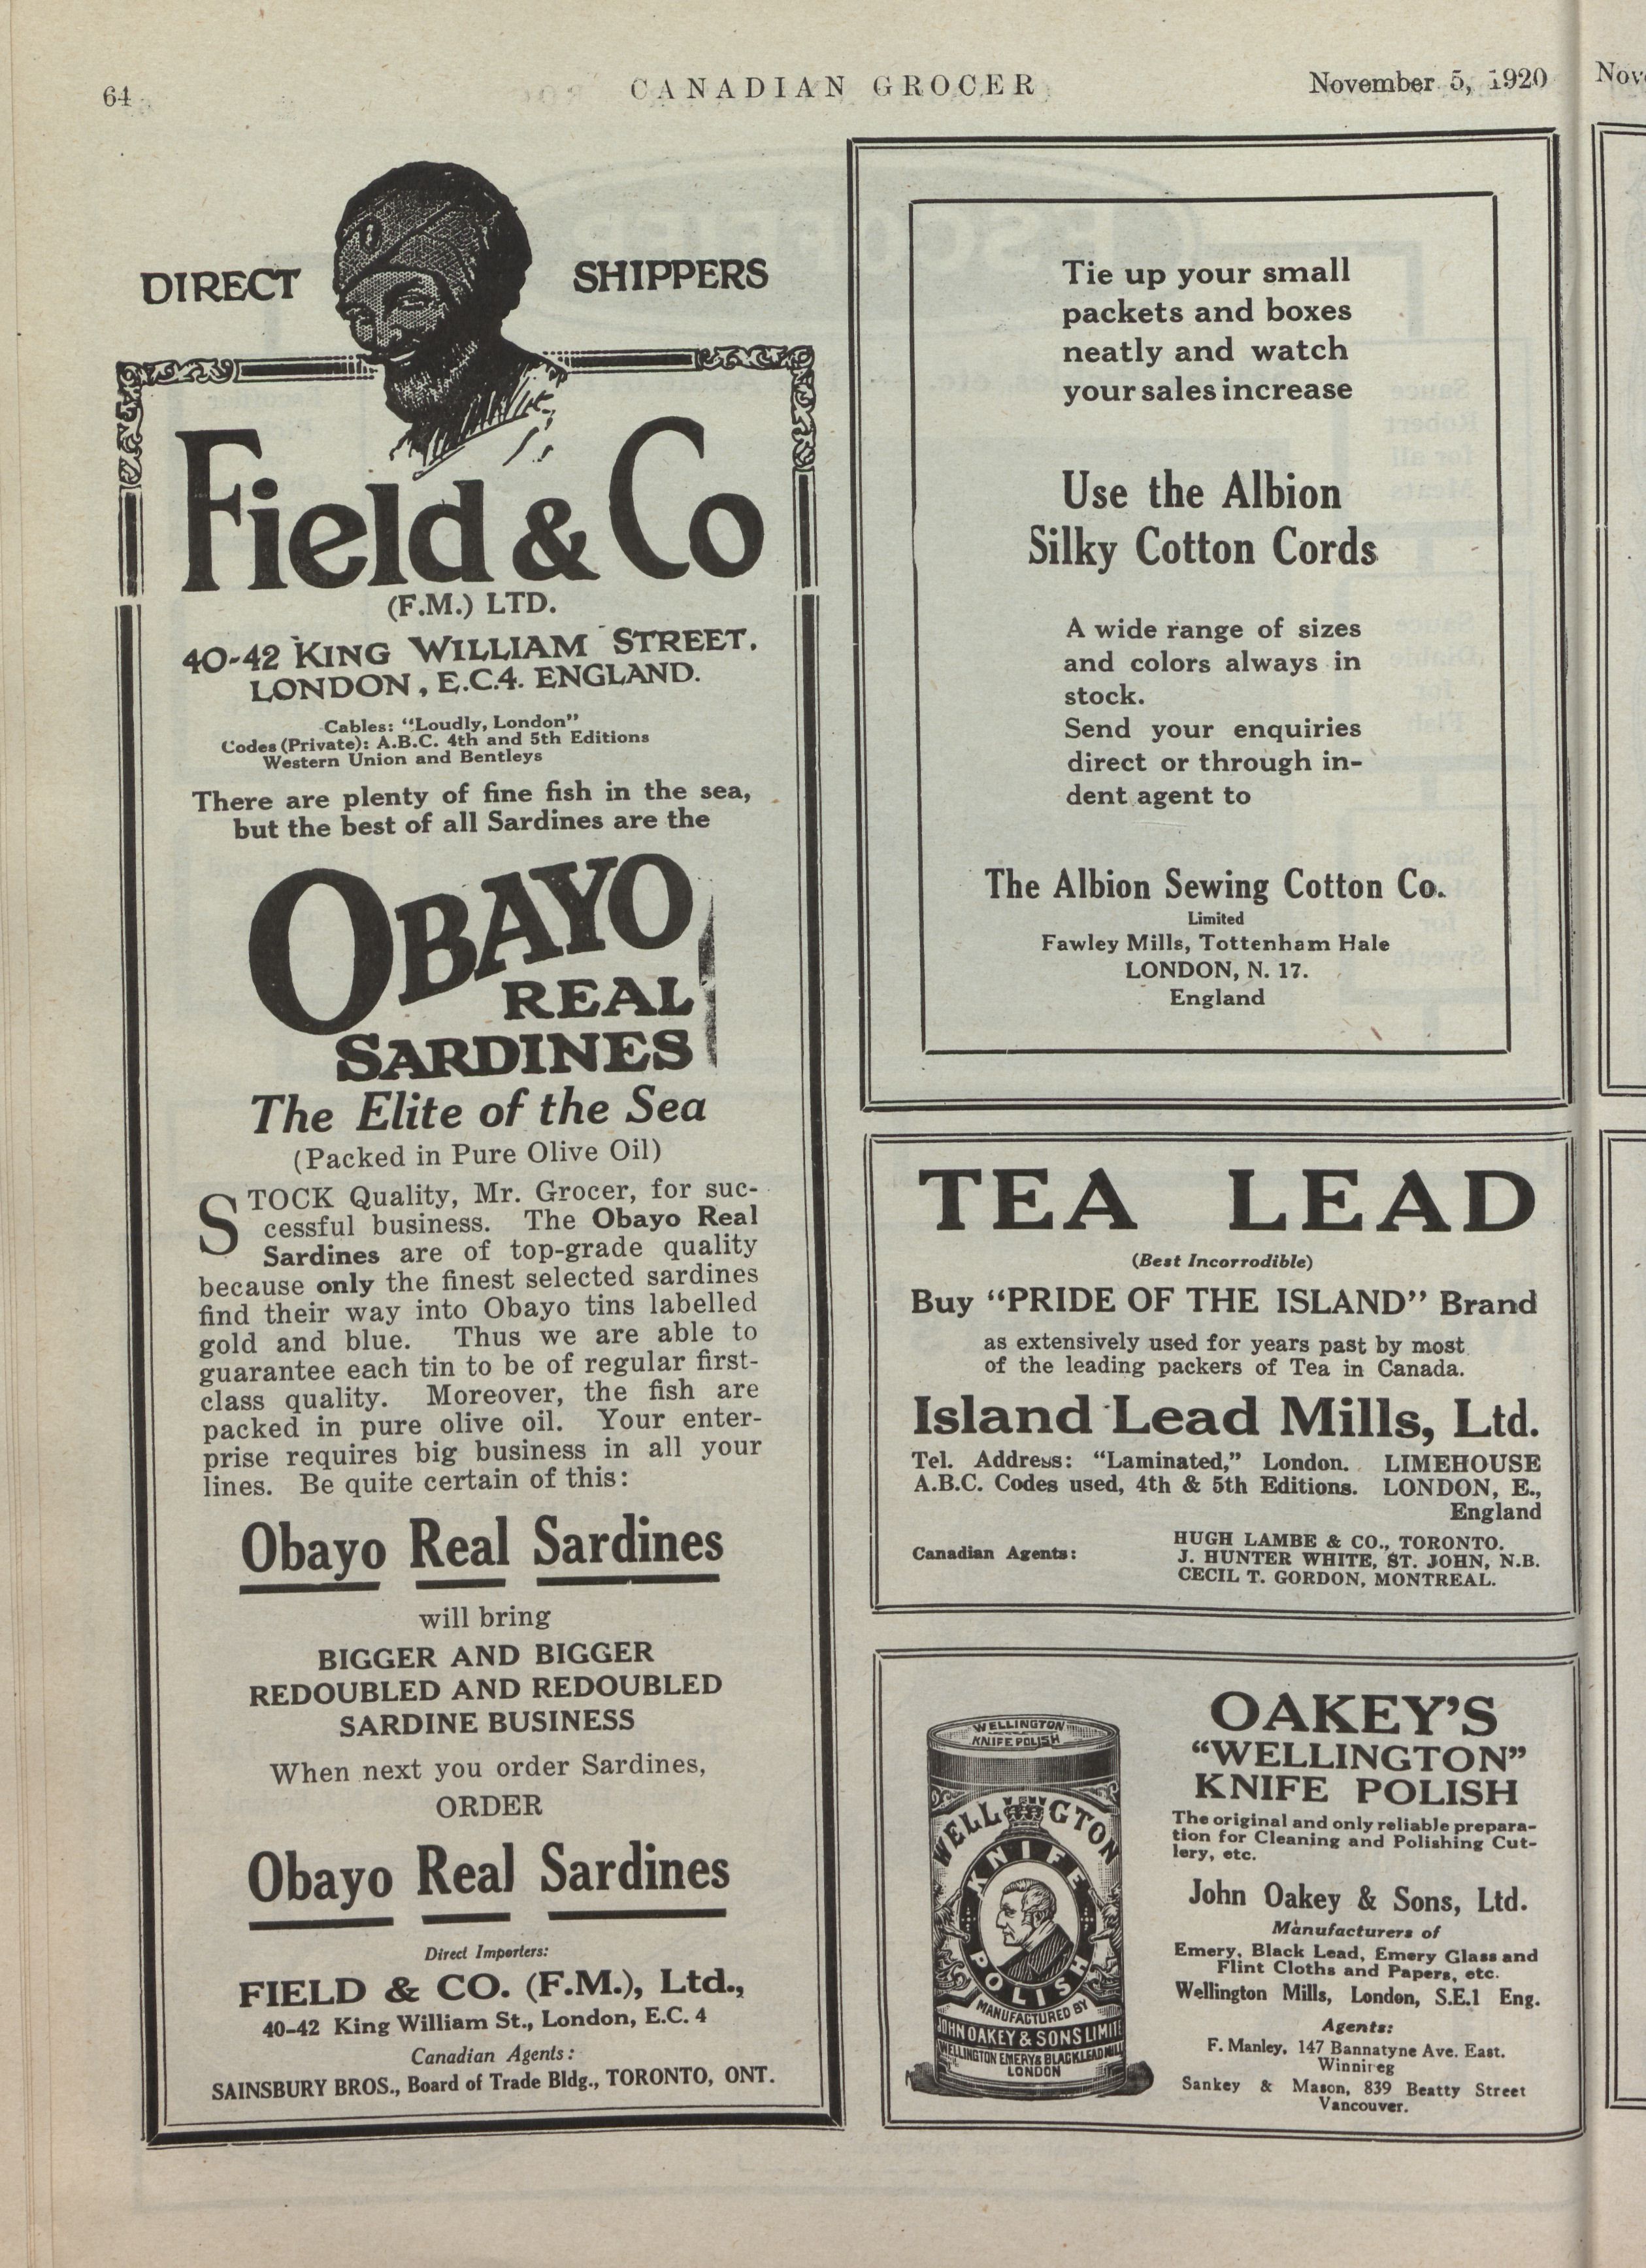 64
CANADIAN GROCER
November 5, 1920
Nov
DIRECT SHIPPERS
Field & Co
(F.M.) LTD.
40-42 KING WILLIAM STREET,
LONDON, E.C.4. ENGLAND.
Cables: "Loudly, London"
Codes (Private): A.B.C. 4th and 5th Editions
Western Union and Bentleys
There are plenty of fine fish in the sea,
but the best of all Sardines are the
OBAYO
REAL
SARDINES
The Elite of the Sea
(Packed in Pure Olive Oil)
STOCK Quality, Mr. Grocer, for suc-
cessful business. The Obayo Real
Sardines are of top-grade quality
because only the finest selected sardines
find their way into Obayo tins labelled
gold and blue. Thus we are able to
guarantee each tin to be of regular first-
class quality. Moreover, the fish are
packed in pure olive oil. Your enter-
prise requires big business in all your
lines. Be quite certain of this:
Obayo Real Sardines
will bring
BIGGER AND BIGGER
REDOUBLED AND REDOUBLED
SARDINE BUSINESS
When next you order Sardines,
ORDER
Obayo Real Sardines
Direct Importers:
FIELD & CO. (F.M.), Ltd.,
40-42 King William St., London, E.C. 4
Canadian Agents:
SAINSBURY BROS., Board of Trade Bldg., TORONTO, ONT.
Tie up your small
packets and boxes
neatly and watch
your sales increase
Use the Albion
Silky Cotton Cords
A wide range of sizes
and colors always in
stock.
Send your enquiries
direct or through in-
dent agent to
The Albion Sewing Cotton Co.
Limited
Fawley Mills, Tottenham Hale
LONDON, N. 17.
England
TEA LEAD
(Best Incorrodible)
Buy "PRIDE OF THE ISLAND" Brand
as extensively used for years past by most
of the leading packers of Tea in Canada.
Island Lead Mills, Ltd.
Tel. Address: "Laminated," London. LIMEHOUSE
A.B.C. Codes used, 4th & 5th Editions. LONDON, E.,
England
HUGH LAMBE & CO., TORONTO.
Canadian Agents: J. HUNTER WHITE, ST. JOHN, N.B.
CECIL T. GORDON, MONTREAL.
WELLINGTON
KNIFE POLISH
WELLINGTON
KNIFE
POLISH
MANUFACTURED BY
JOHN OAKEY & SONS LIMIT
WELLINGTON EMERY & BLACK LEAD MILL
LONDON
OAKEY'S
"WELLINGTON"
KNIFE POLISH
The original and only reliable prepara-
tion for Cleaning and Polishing Cut-
lery, etc.
John Oakey & Sons, Ltd.
Manufacturers of
Emery, Black Lead, Emery Glass and
Flint Cloths and Papers, etc.
Wellington Mills, London, S.E.1 Eng.
Agents:
F. Manley, 147 Bannatyne Ave. East.
Winnireg
Sankey & Mason, 839 Beatty Street
Vancouver.